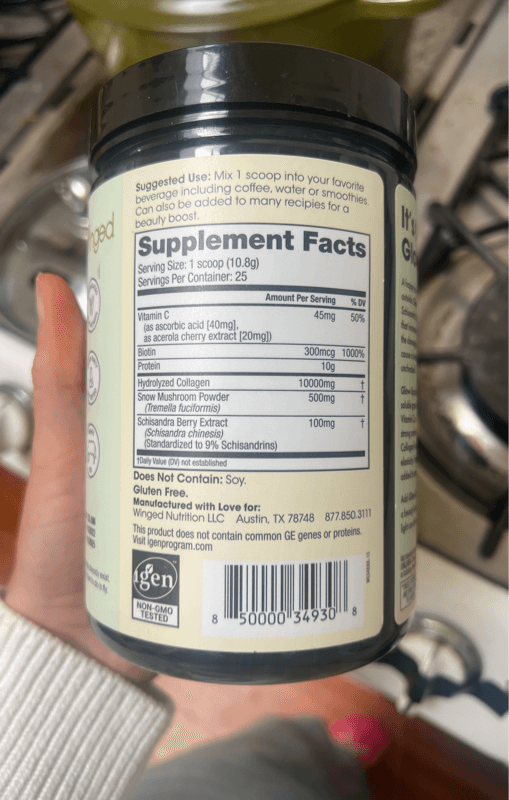 Suggested Use: Mix 1 scoop into your favorite
beverage including coffee, water or smoothies.
Can also be added to many recipies for a
beauty boost.
Supplement Facts
Serving Size: 1 scoop (10.8g)
Servings Per Container: 25
Amount Per Serving % DV
Vitamin C 45mg 50%
(as ascorbic acid [40mg],
as acerola cherry extract [20mg])
Biotin 300mcg 1000%
Protein 10g
Hydrolyzed Collagen 10000mg †
Snow Mushroom Powder 500mg †
(Tremella fuciformis)
Schisandra Berry Extract 100mg †
(Schisandra chinesis)
(Standardized to 9% Schisandrins)
†Daily Value (DV) not established
Does Not Contain: Soy.
Gluten Free.
Manufactured with Love for:
Winged Nutrition LLC Austin, TX 78748 877.850.3111
This product does not contain common GE genes or proteins.
Visit igenprogram.com
igen
NON-GMO
TESTED
8 50000 34930 8
nged
It's